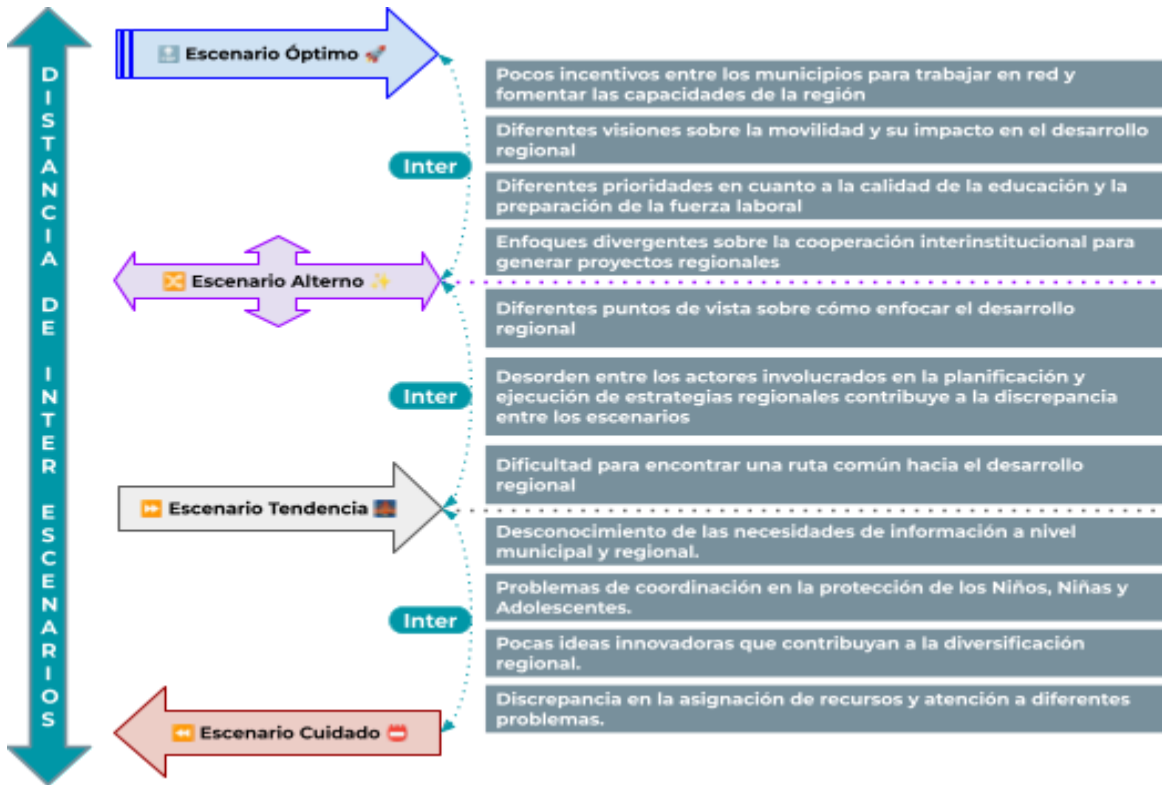 DISTANCIA DE INTER ESCENARIOS
Escenario Óptimo
Pocos incentivos entre los municipios para trabajar en red y
fomentar las capacidades de la región
Diferentes visiones sobre la movilidad y su impacto en el desarrollo
regional
Inter
Diferentes prioridades en cuanto a la calidad de la educación y la
preparación de la fuerza laboral
Enfoques divergentes sobre la cooperación interinstitucional para
generar proyectos regionales
Escenario Alterno
Diferentes puntos de vista sobre cómo enfocar el desarrollo
regional
Inter
Desorden entre los actores involucrados en la planificación y
ejecución de estrategias regionales contribuye a la discrepancia
entre los escenarios
Dificultad para encontrar una ruta común hacia el desarrollo
regional
Escenario Tendencia
Desconocimiento de las necesidades de información a nivel
municipal y regional.
Problemas de coordinación en la protección de los Niños, Niñas y
Adolescentes.
Inter
Pocas ideas innovadoras que contribuyan a la diversificación
regional.
Discrepancia en la asignación de recursos y atención a diferentes
problemas.
Escenario Cuidado